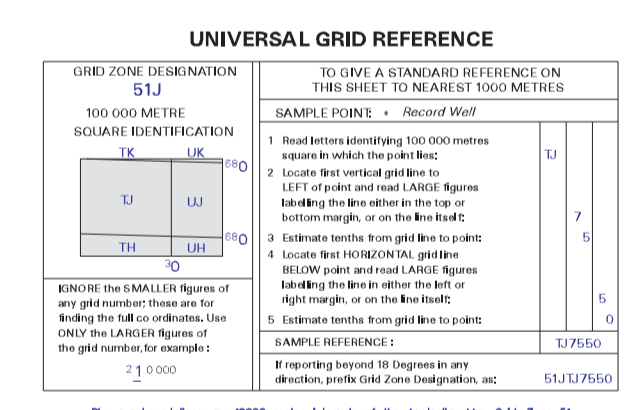 UNIVERSAL GRID REFERENCE
GRID ZONE DESIGNATION
51J
100 000 METRE
SQUARE IDENTIFICATION
TK UK
68O
TJ UJ
68O
TH UH
3O
IGNORE the SMALLER figures of
any grid number; these are for
finding the full co ordinates. Use
ONLY the LARGER figures of
the grid number,for example :
2 1 0 000
TO GIVE A STANDARD REFERENCE ON
THIS SHEET TO NEAREST 1000 METRES
SAMPLE POINT: + Record Well
1 Read letters identifying 100 000 metres
square in which the point lies: TJ
2 Locate first vertical grid line to
LEFT of point and read LARGE figures
labelling the line either in the top or
bottom margin, or on the line itself: 7
3 Estimate tenths from grid line to point: 5
4 Locate first HORIZONTAL grid line
BELOW point and read LARGE figures
labelling the line in either the left or
right margin, or on the line itself: 5
5 Estimate tenths from grid line to point: 0
SAMPLE REFERENCE : TJ7550
If reporting beyond 18 Degrees in any
direction, prefix Grid Zone Designation, as: 51JTJ7550